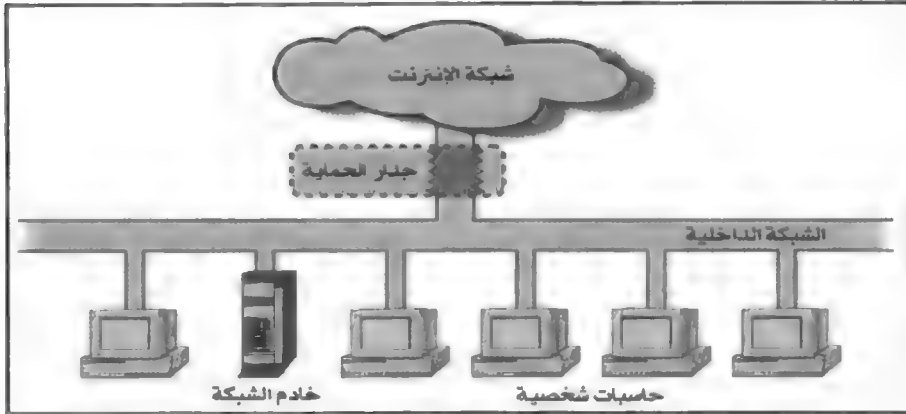 شبكة الإنترنت
جدار الحماية
الشبكة الداخلية
حاسبات شخصية
خادم الشبكة